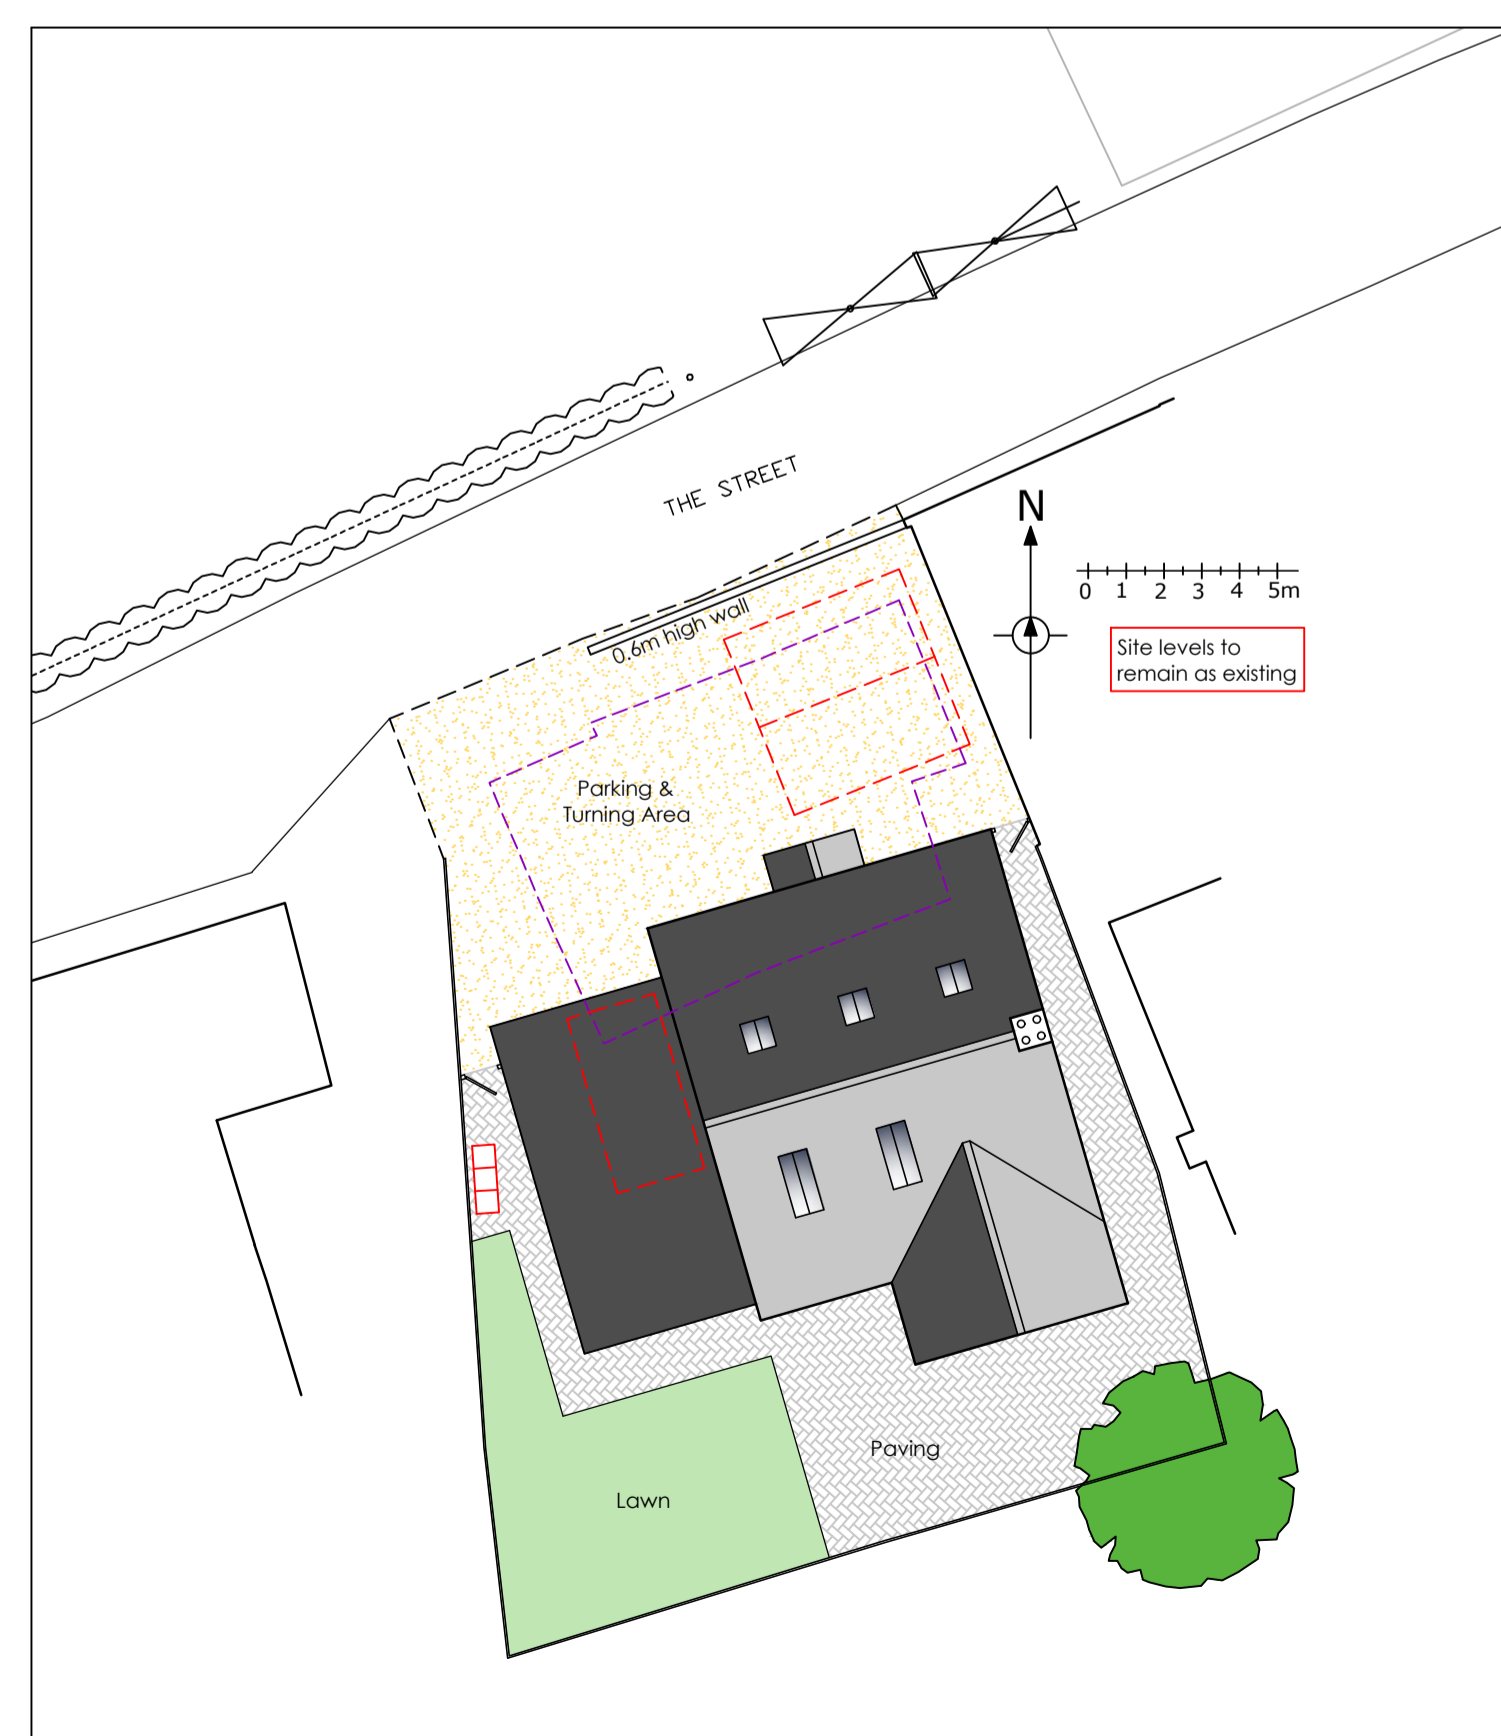 THE STREET
N
0 1 2 3 4 5m
Site levels to
remain as existing
0.6m high wall
Parking &
Turning Area
Paving
Lawn